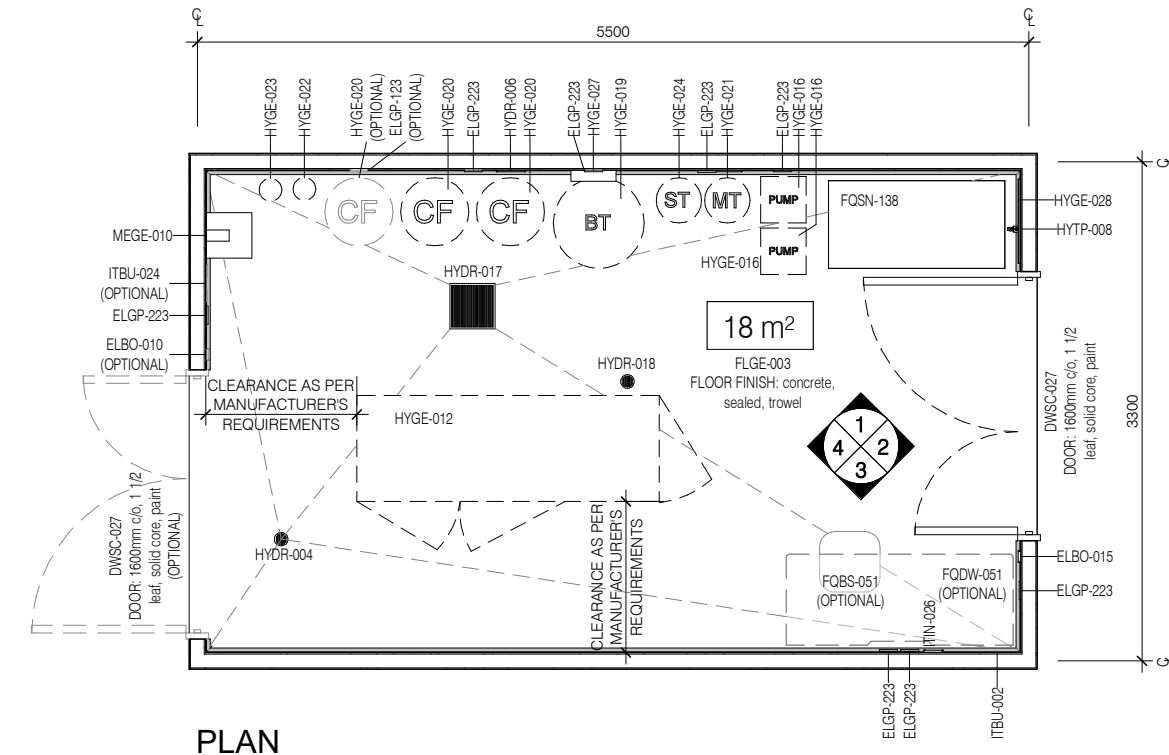 ℄
℄
5500
HYGE-023
HYGE-022
HYGE-020
(OPTIONAL)
ELGP-123
(OPTIONAL)
HYGE-020
ELGP-223
HYDR-006
HYGE-020
ELGP-223
HYGE-027
HYGE-019
HYGE-024
ELGP-223
HYGE-021
ELGP-223
HYGE-016
HYGE-016
CF
CF
CF
BT
ST
MT
PUMP
PUMP
HYGE-016
FQSN-138
HYGE-028
HYTP-008
MEGE-010
ITBU-024
(OPTIONAL)
ELGP-223
ELBO-010
(OPTIONAL)
HYDR-017
18 m²
FLGE-003
FLOOR FINISH: concrete,
sealed, trowel
HYDR-018
CLEARANCE AS PER
MANUFACTURER'S
REQUIREMENTS
HYGE-012
1
4
2
3
DWSC-027
DOOR: 1600mm c/o, 1 1/2
leaf, solid core, paint
3300
DWSC-027
DOOR: 1600mm c/o, 1 1/2
leaf, solid core, paint
(OPTIONAL)
HYDR-004
CLEARANCE AS PER
MANUFACTURER'S
REQUIREMENTS
FQBS-051
(OPTIONAL)
FQDW-051
(OPTIONAL)
ELBO-015
ELGP-223
ITIN-026
ELGP-223
ELGP-223
ITBU-002
PLAN